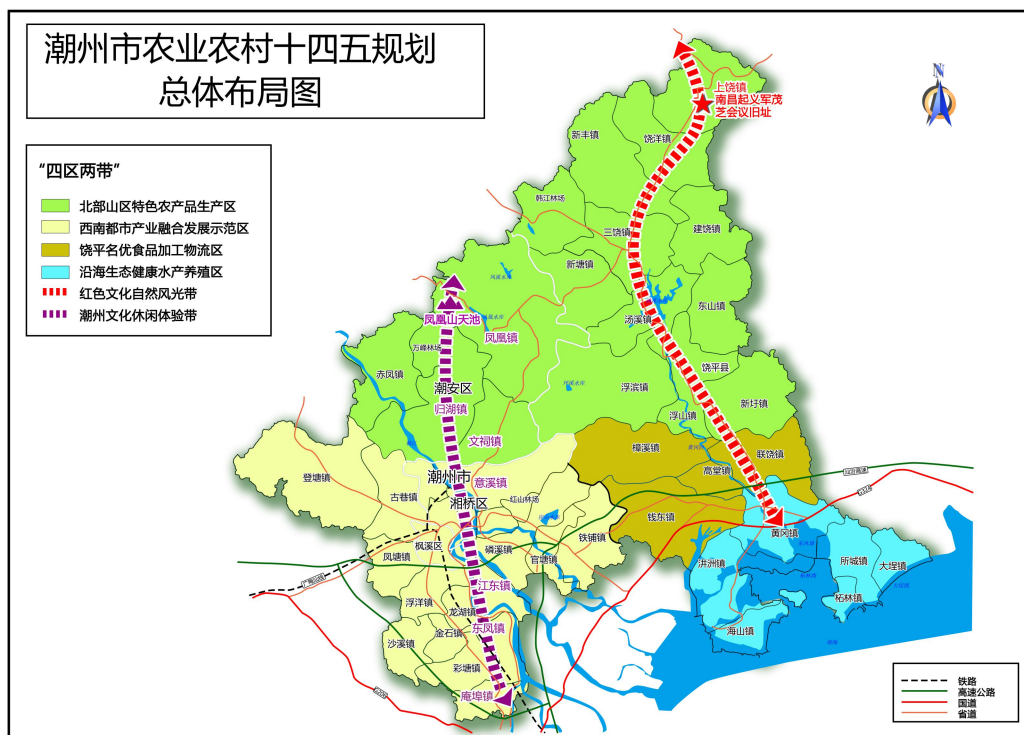 潮州市农业农村十四五规划
总体布局图
N
“四区两带”
北部山区特色农产品生产区
西南都市产业融合发展示范区
饶平名优食品加工物流区
沿海生态健康水产养殖区
红色文化自然风光带
潮州文化休闲体验带
上饶镇
南昌起义军茂
芝会议旧址
新丰镇
饶洋镇
韩江林场
三饶镇
建饶镇
新塘镇
凤溪水库
东山镇
汤溪镇
凤凰山天池
凤凰镇
万峰林场
赤凤镇
饶平县
潮安区
浮滨镇
归湖镇
浮山镇
新圩镇
文祠镇
樟溪镇
联饶镇
登塘镇
潮州市
意溪镇
高堂镇
古巷镇
湘桥区
红山林场
钱东镇
黄冈镇
铁铺镇
枫溪区
凤塘镇
磷溪镇
官塘镇
洴洲镇
所城镇
大埕镇
江东镇
浮洋镇
龙湖镇
柘林镇
东凤镇
金石镇
海山镇
沙溪镇
彩塘镇
庵埠镇
铁路
高速公路
国道
省道